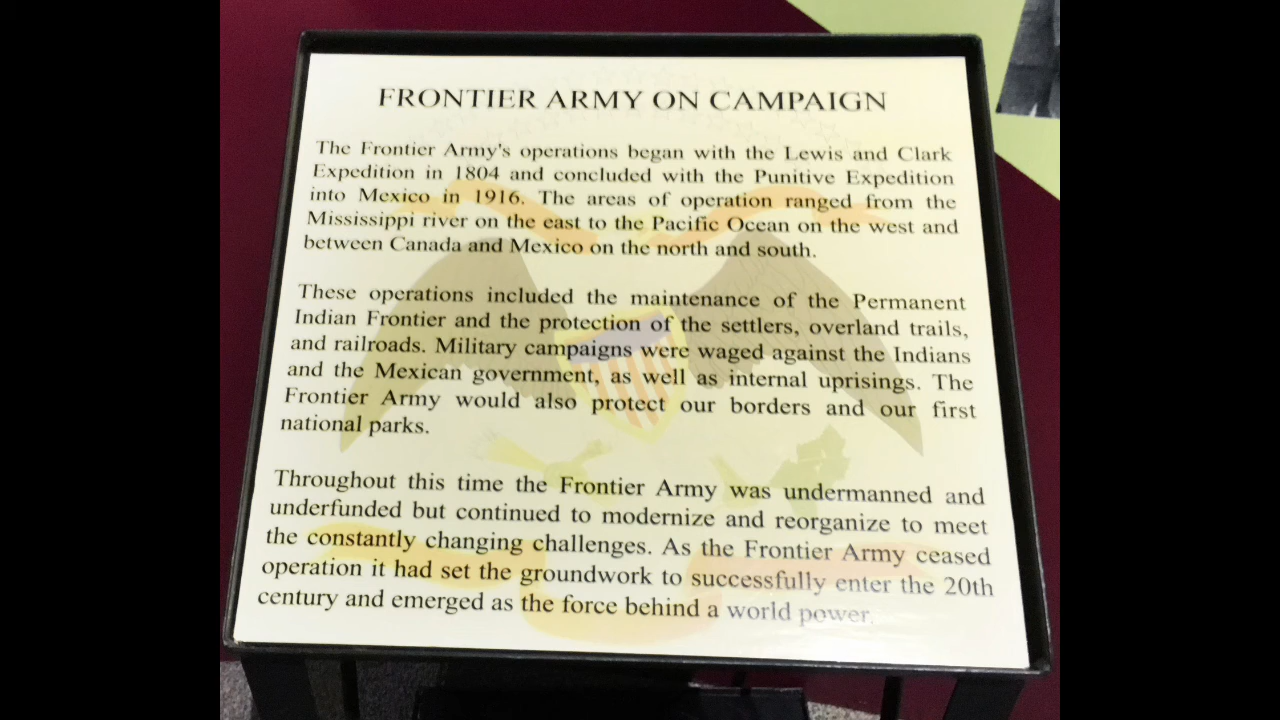 FRONTIER ARMY ON CAMPAIGN
The Frontier Army's operations began with the Lewis and Clark
Expedition in 1804 and concluded with the Punitive Expedition
into Mexico in 1916. The areas of operation ranged from the
Mississippi river on the east to the Pacific Ocean on the west and
between Canada and Mexico on the north and south.
These operations included the maintenance of the Permanent
Indian Frontier and the protection of the settlers, overland trails,
and railroads. Military campaigns were waged against the Indians
and the Mexican government, as well as internal uprisings. The
Frontier Army would also protect our borders and our first
national parks.
Throughout this time the Frontier Army was undermanned and
underfunded but continued to modernize and reorganize to meet
the constantly changing challenges. As the Frontier Army ceased
operation it had set the groundwork to successfully enter the 20th
century and emerged as the force behind a world power.